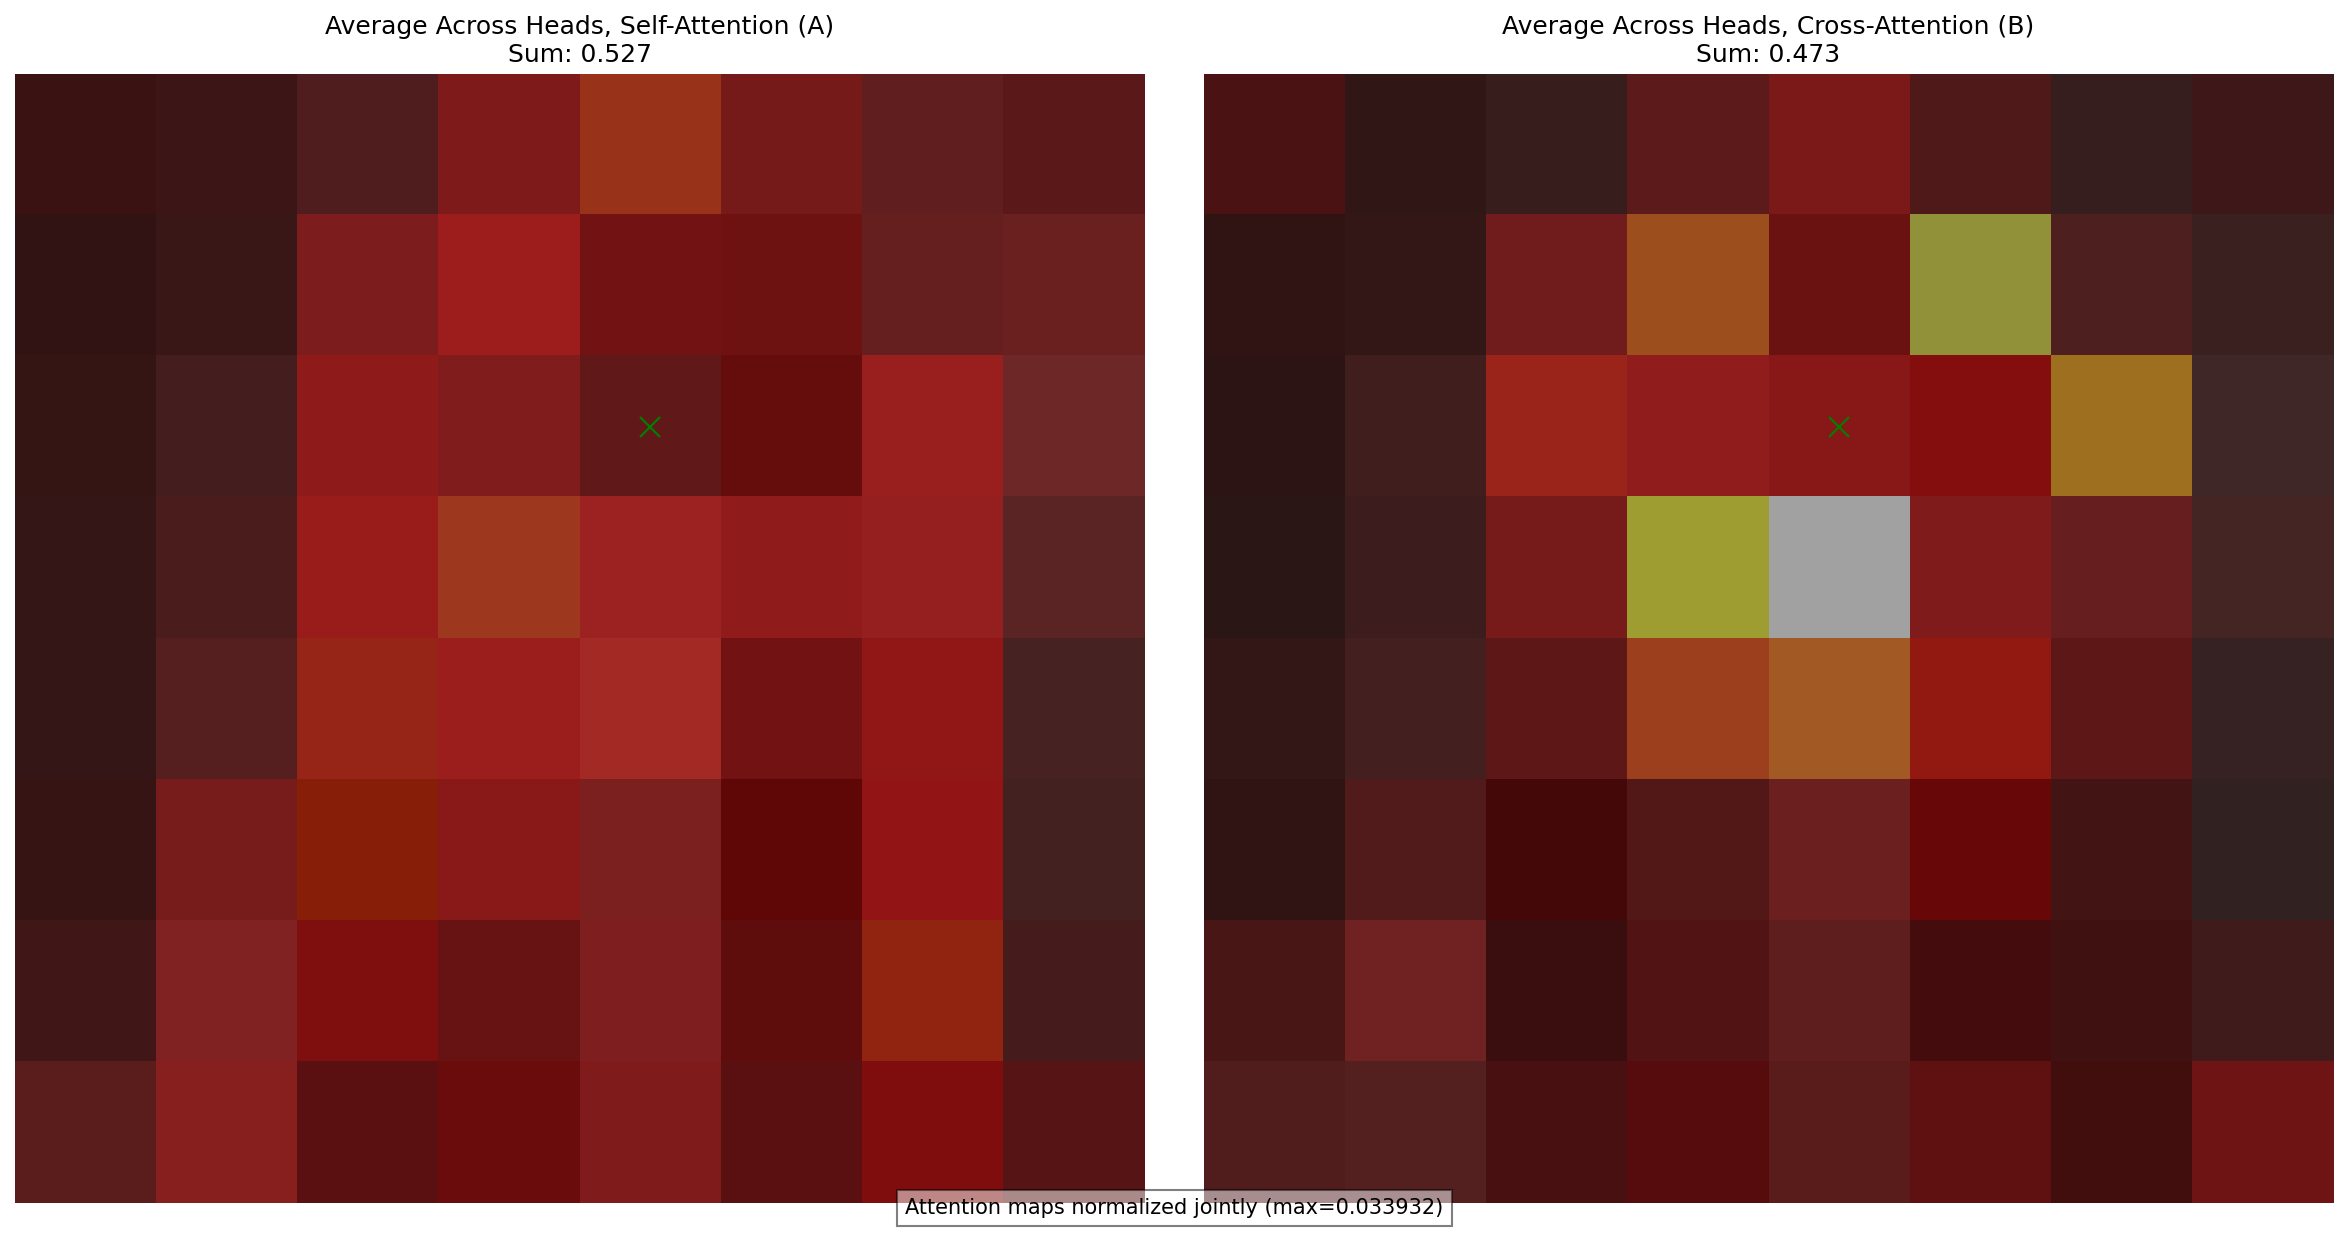 Average Across Heads, Self-Attention (A)
Sum: 0.527
Average Across Heads, Cross-Attention (B)
Sum: 0.473
Attention maps normalized jointly (max=0.033932)